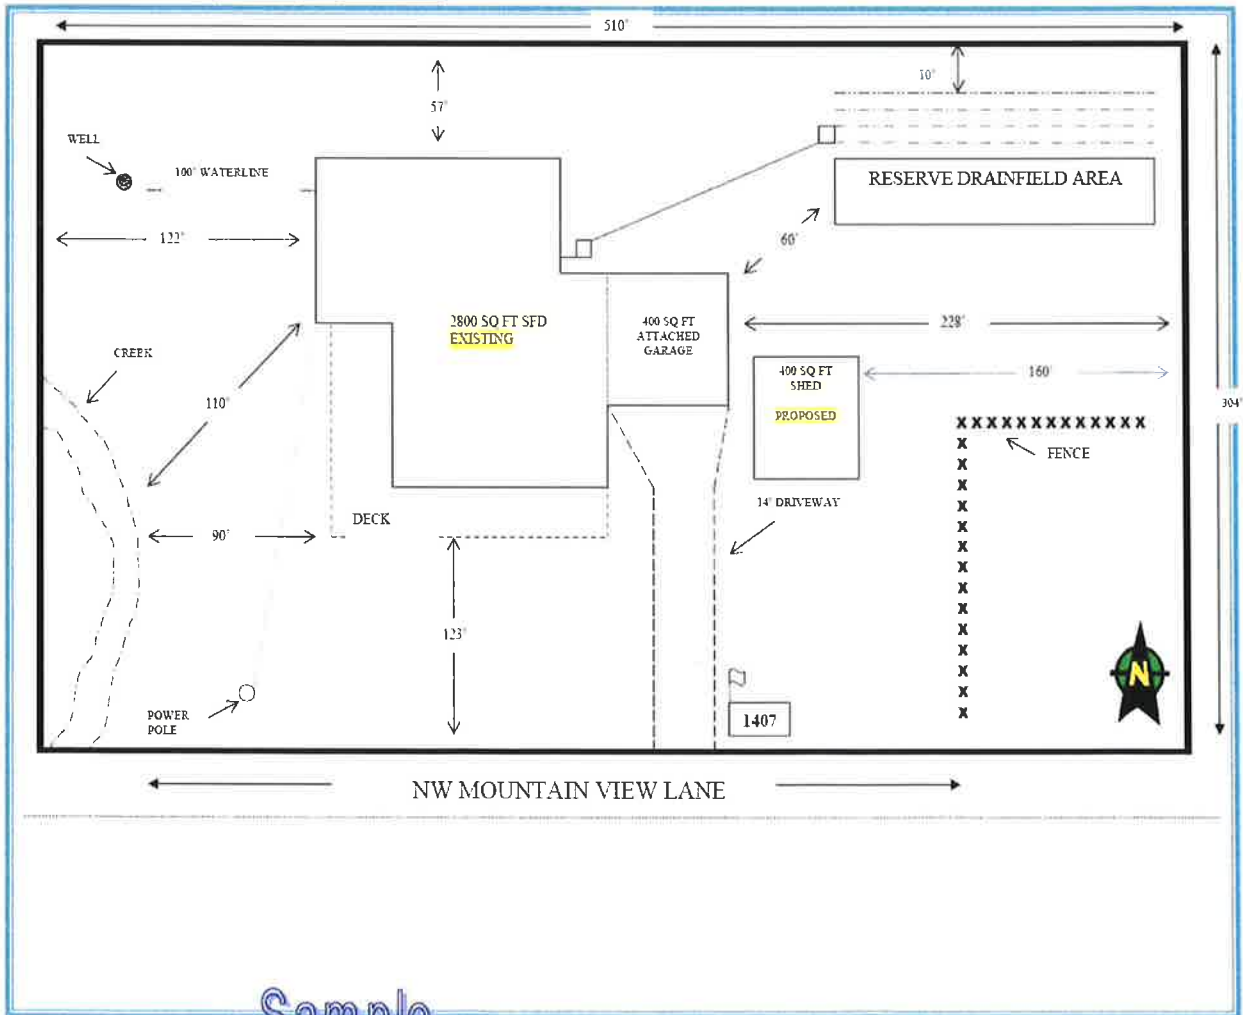 510'
10'
57'
WELL
100' WATERLINE
RESERVE DRAINFIELD AREA
122'
60'
2800 SQ FT SFD
EXISTING
400 SQ FT
ATTACHED
GARAGE
228'
CREEK
400 SQ FT
SHED
PROPOSED
160'
110'
304'
XXXXXXXXXXXXX
FENCE
X
X
X
X
X
X
X
X
X
X
X
X
X
X
14' DRIVEWAY
DECK
90'
123'
N
POWER
POLE
1407
NW MOUNTAIN VIEW LANE
Sample